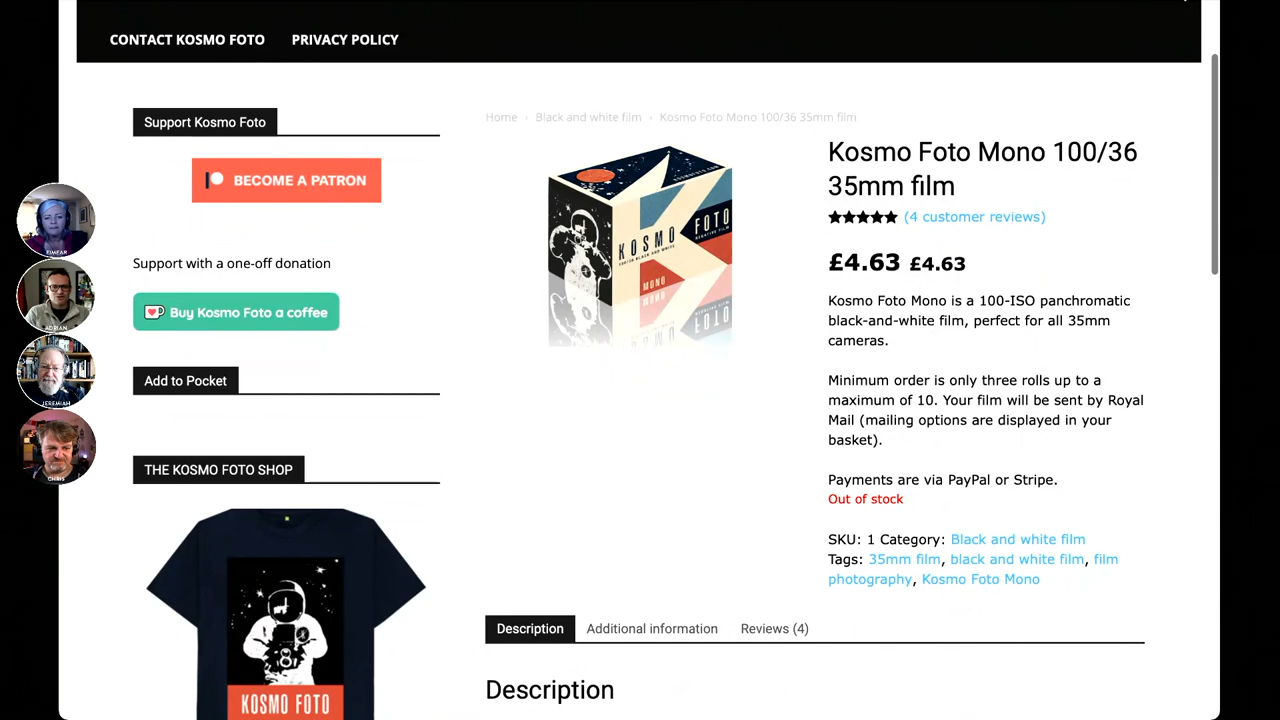 CONTACT KOSMO FOTO PRIVACY POLICY
Support Kosmo Foto
BECOME A PATRON
Support with a one-off donation
Buy Kosmo Foto a coffee
Add to Pocket
THE KOSMO FOTO SHOP
KOSMO FOTO
EIMEAR
ADRIAN
JEREMIAH
CHRIS
Home › Black and white film › Kosmo Foto Mono 100/36 35mm film
KOSMO FOTO
MONO
Kosmo Foto Mono 100/36
35mm film
(4 customer reviews)
£4.63 £4.63
Kosmo Foto Mono is a 100-ISO panchromatic
black-and-white film, perfect for all 35mm
cameras.
Minimum order is only three rolls up to a
maximum of 10. Your film will be sent by Royal
Mail (mailing options are displayed in your
basket).
Payments are via PayPal or Stripe.
Out of stock
SKU: 1 Category: Black and white film
Tags: 35mm film, black and white film, film
photography, Kosmo Foto Mono
Description Additional information Reviews (4)
Description